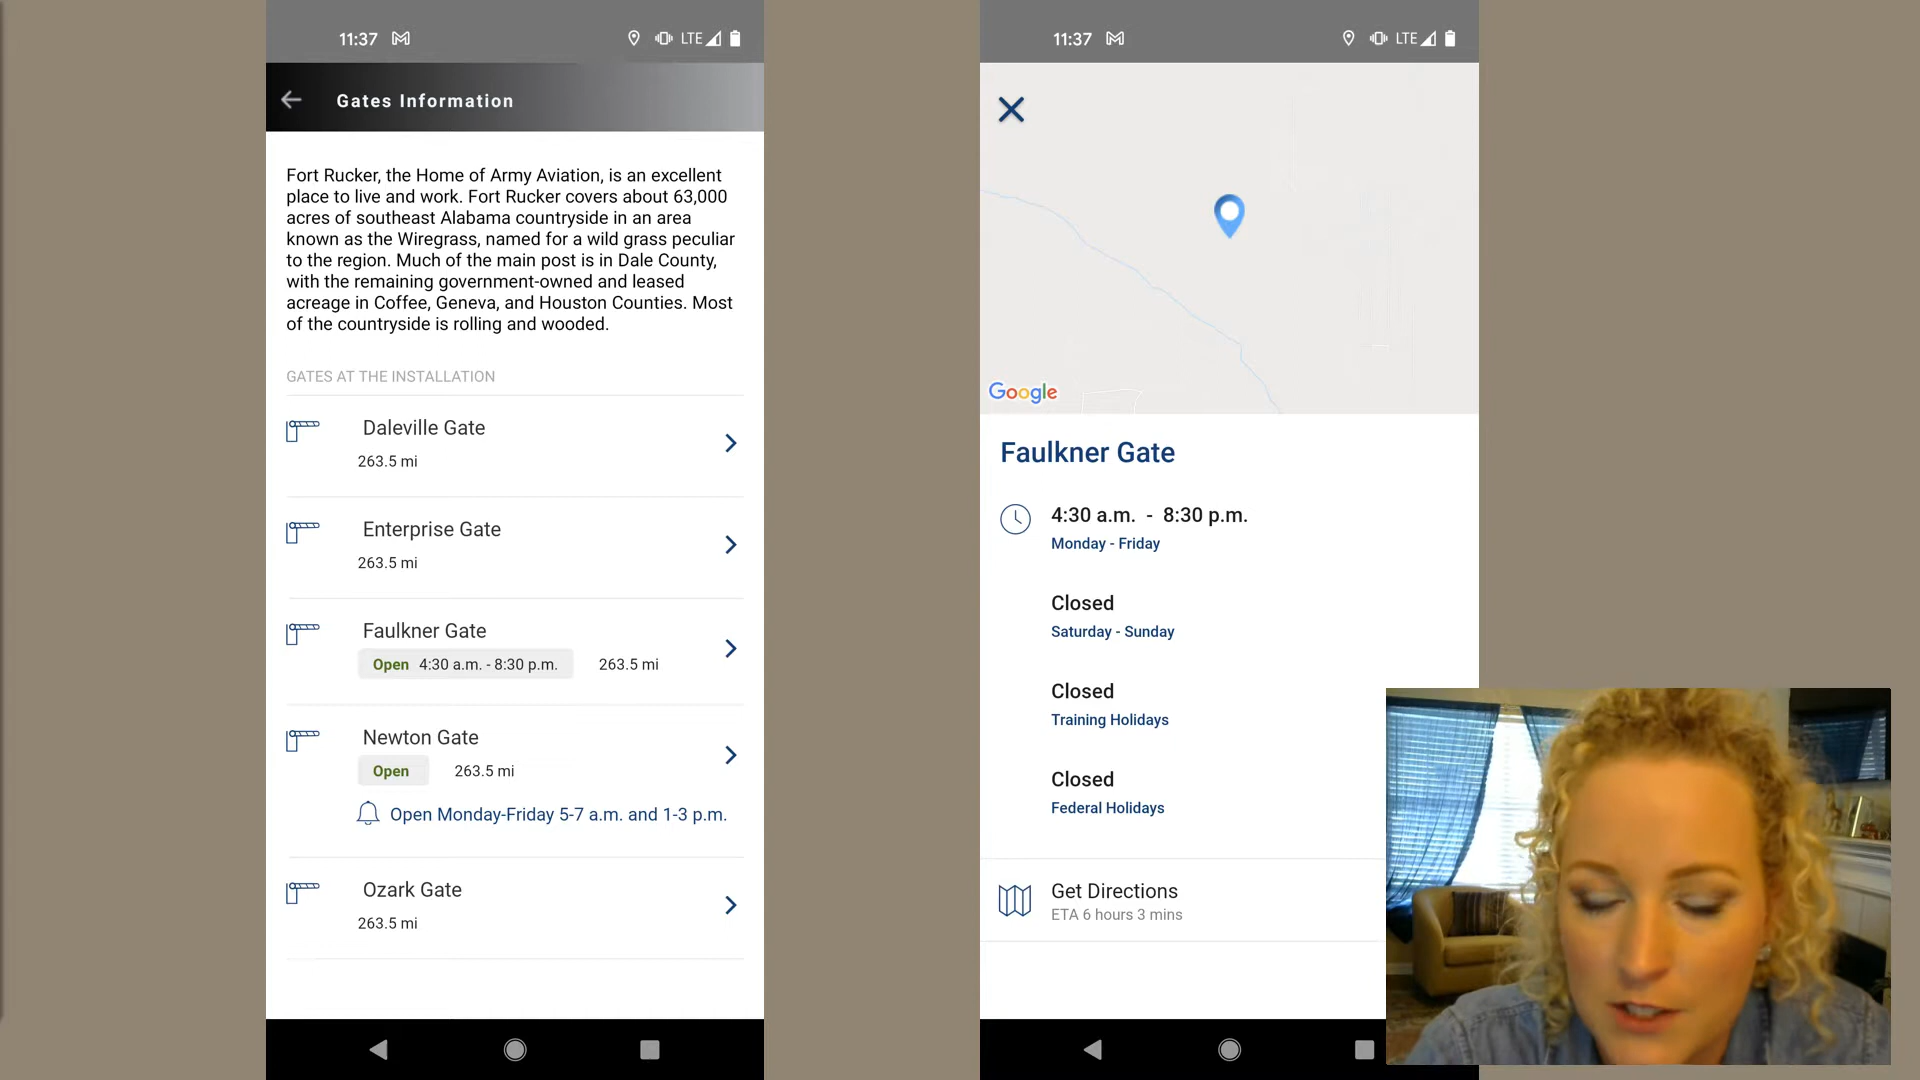 11:37
LTE
Gates Information
Fort Rucker, the Home of Army Aviation, is an excellent
place to live and work. Fort Rucker covers about 63,000
acres of southeast Alabama countryside in an area
known as the Wiregrass, named for a wild grass peculiar
to the region. Much of the main post is in Dale County,
with the remaining government-owned and leased
acreage in Coffee, Geneva, and Houston Counties. Most
of the countryside is rolling and wooded.
GATES AT THE INSTALLATION
Daleville Gate
263.5 mi
Enterprise Gate
263.5 mi
Faulkner Gate
Open 4:30 a.m. - 8:30 p.m. 263.5 mi
Newton Gate
Open 263.5 mi
Open Monday-Friday 5-7 a.m. and 1-3 p.m.
Ozark Gate
263.5 mi
11:37
LTE
Google
Faulkner Gate
4:30 a.m. - 8:30 p.m.
Monday - Friday
Closed
Saturday - Sunday
Closed
Training Holidays
Closed
Federal Holidays
Get Directions
ETA 6 hours 3 mins